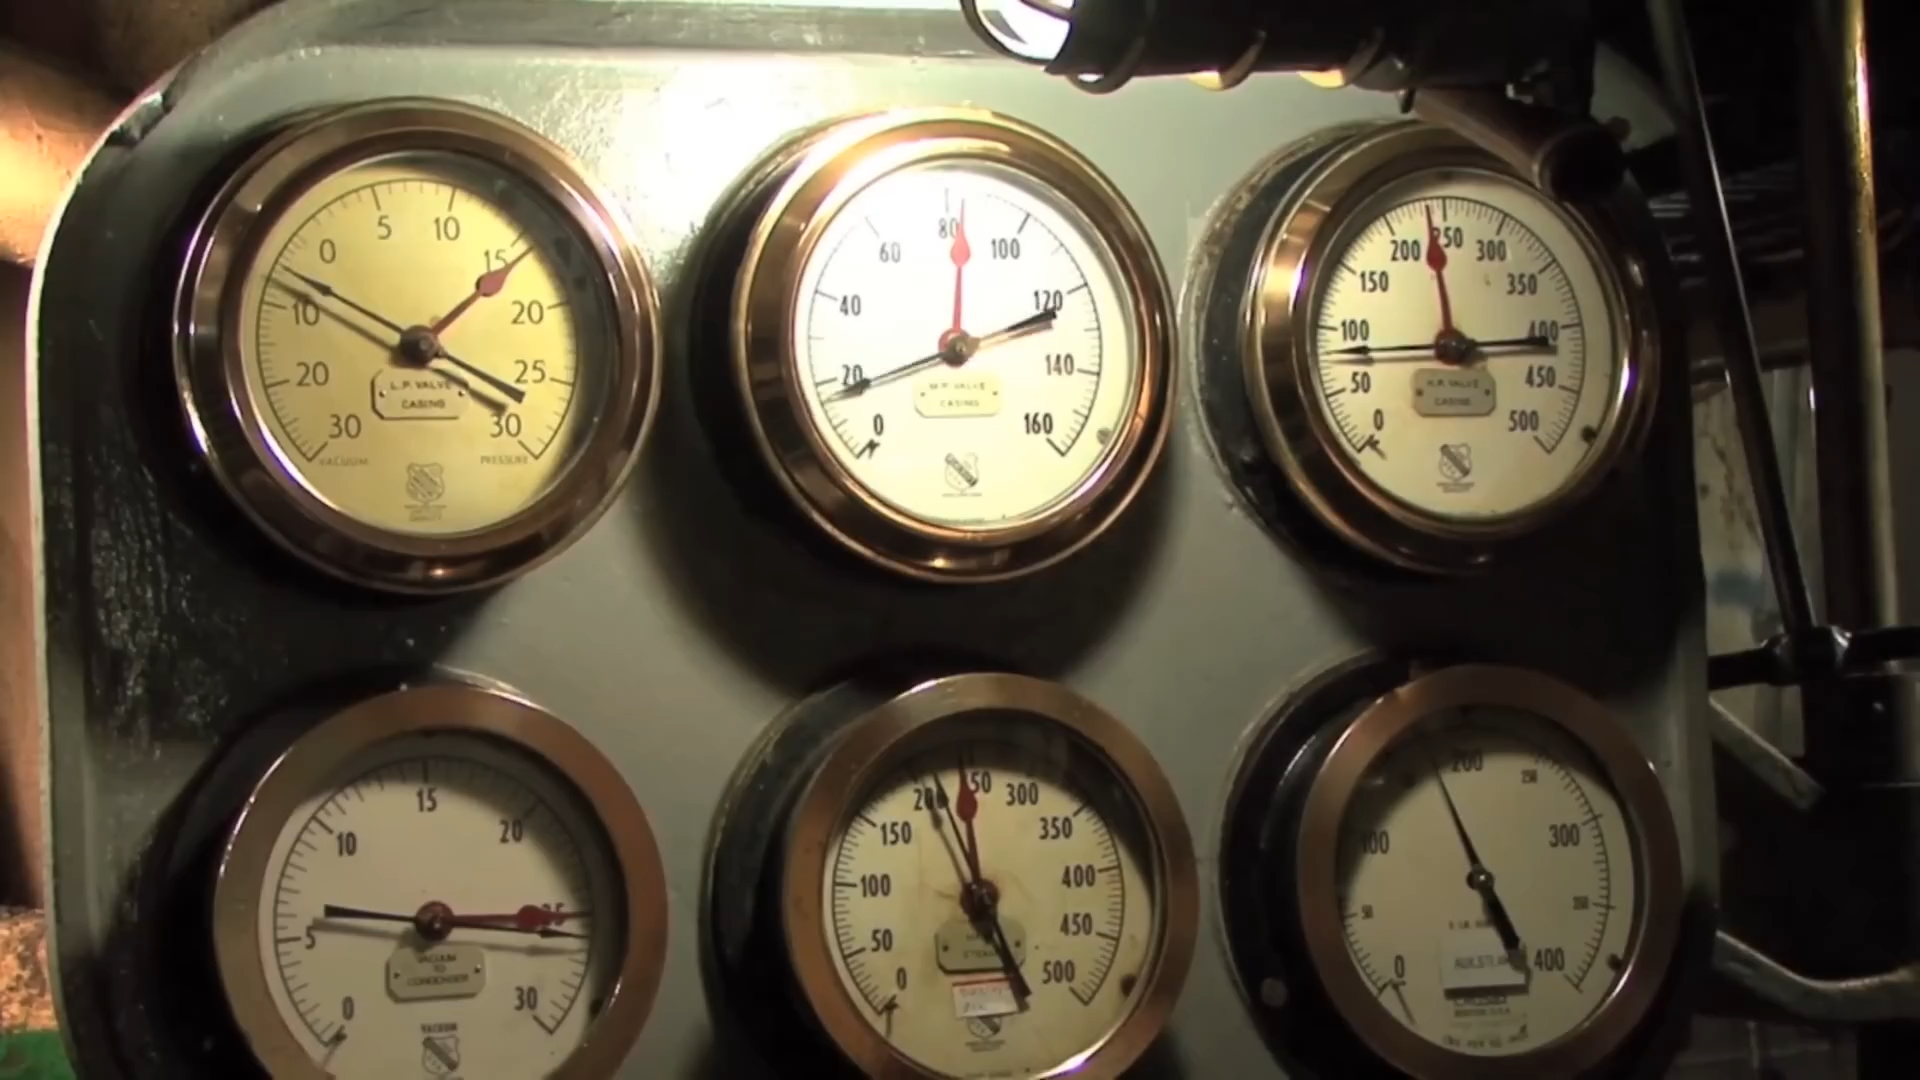 0 5 10 15 20 25 30
10 20 30
L.P. VALVE
CASING
VACUUM PRESSURE
0 20 40 60 80 100 120 140 160
M.P. VALVE
CASING
0 50 100 150 200 250 300 350 400 450 500
H.P. VALVE
CASING
0 5 10 15 20 25 30
VACUUM
TO
CONDENSER
VACUUM
0 50 100 150 200 250 300 350 400 450 500
STEAM
0 50 100 200 250 300 350 400